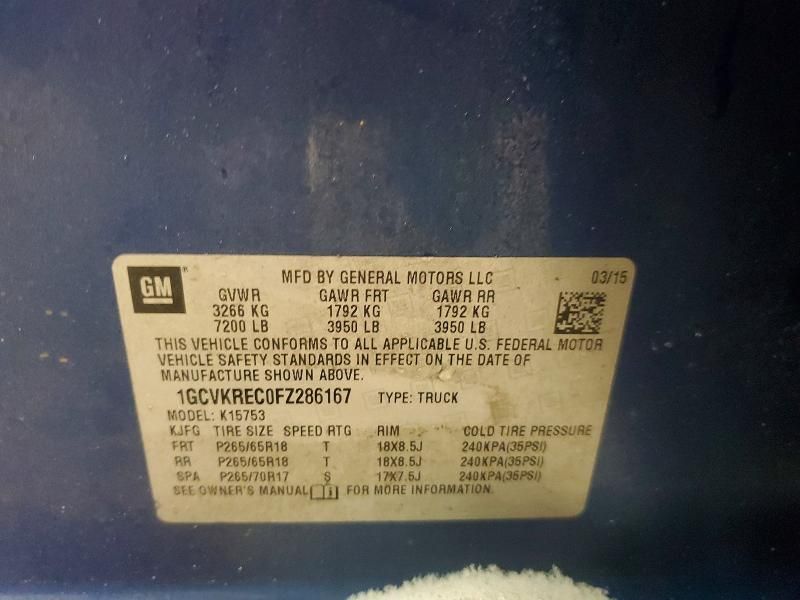 GM® MFD BY GENERAL MOTORS LLC 03/15
GVWR GAWR FRT GAWR RR
3266 KG 1792 KG 1792 KG
7200 LB 3950 LB 3950 LB
THIS VEHICLE CONFORMS TO ALL APPLICABLE U.S. FEDERAL MOTOR
VEHICLE SAFETY STANDARDS IN EFFECT ON THE DATE OF
MANUFACTURE SHOWN ABOVE.
1GCVKREC0FZ286167 TYPE: TRUCK
MODEL: K15753
KJFG TIRE SIZE SPEED RTG RIM COLD TIRE PRESSURE
FRT P265/65R18 T 18X8.5J 240KPA(35PSI)
RR P265/65R18 T 18X8.5J 240KPA(35PSI)
SPA P265/70R17 S 17X7.5J 240KPA(35PSI)
SEE OWNER'S MANUAL FOR MORE INFORMATION.